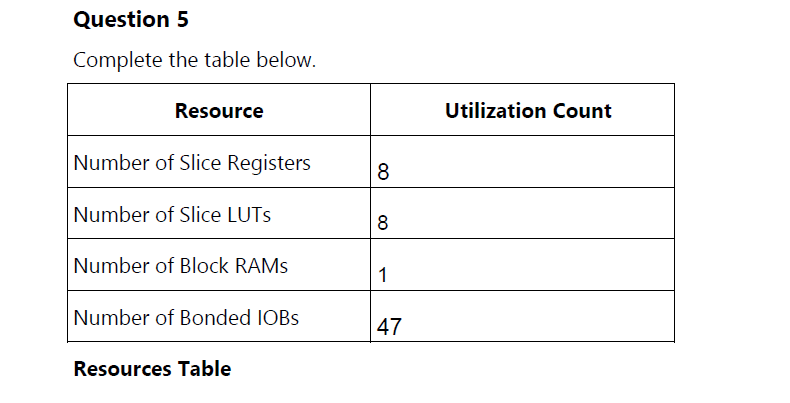 Question 5
Complete the table below.
Resource Utilization Count
Number of Slice Registers 8
Number of Slice LUTs 8
Number of Block RAMs 1
Number of Bonded IOBs 47
Resources Table